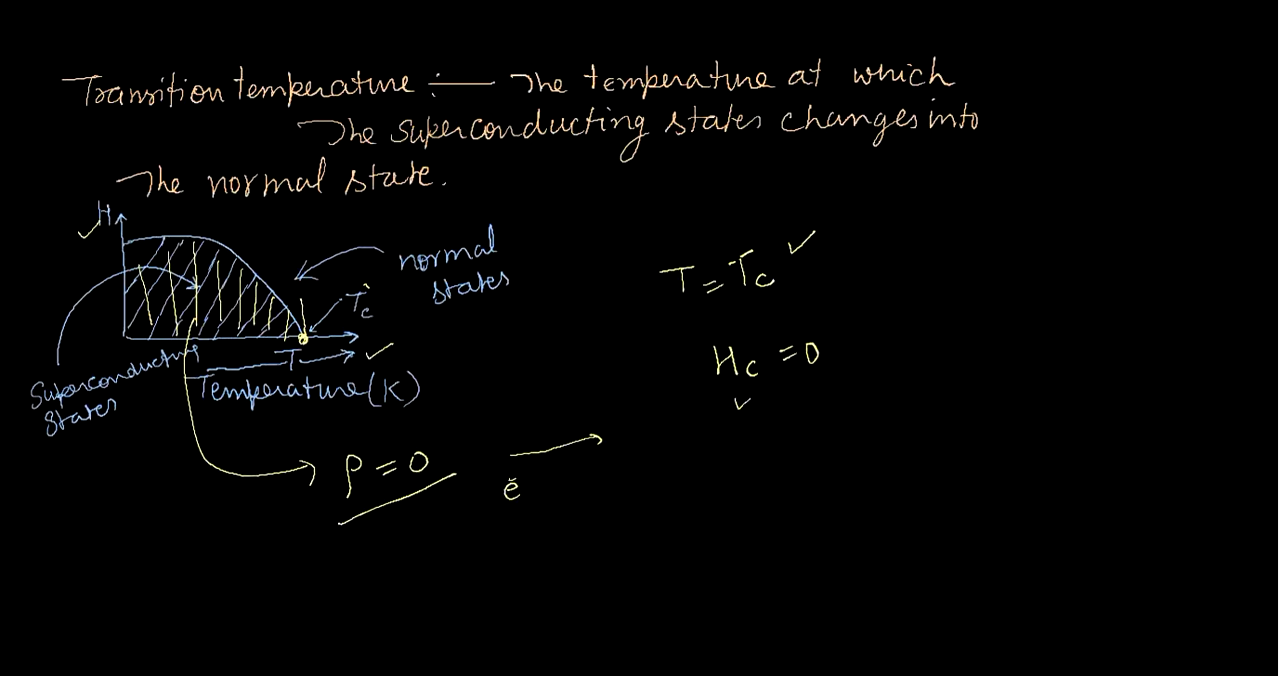 Transition temperature :— The temperature at which
The superconducting states changes into
The normal state.
H
normal
states
Tc
T = Tc
Hc = 0
T
Superconducting
states
Temperature (K)
ρ = 0
e